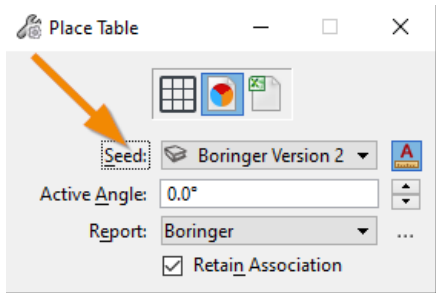 Place Table
Seed: Boringer Version 2
Active Angle: 0.0°
Report: Boringer ...
Retain Association